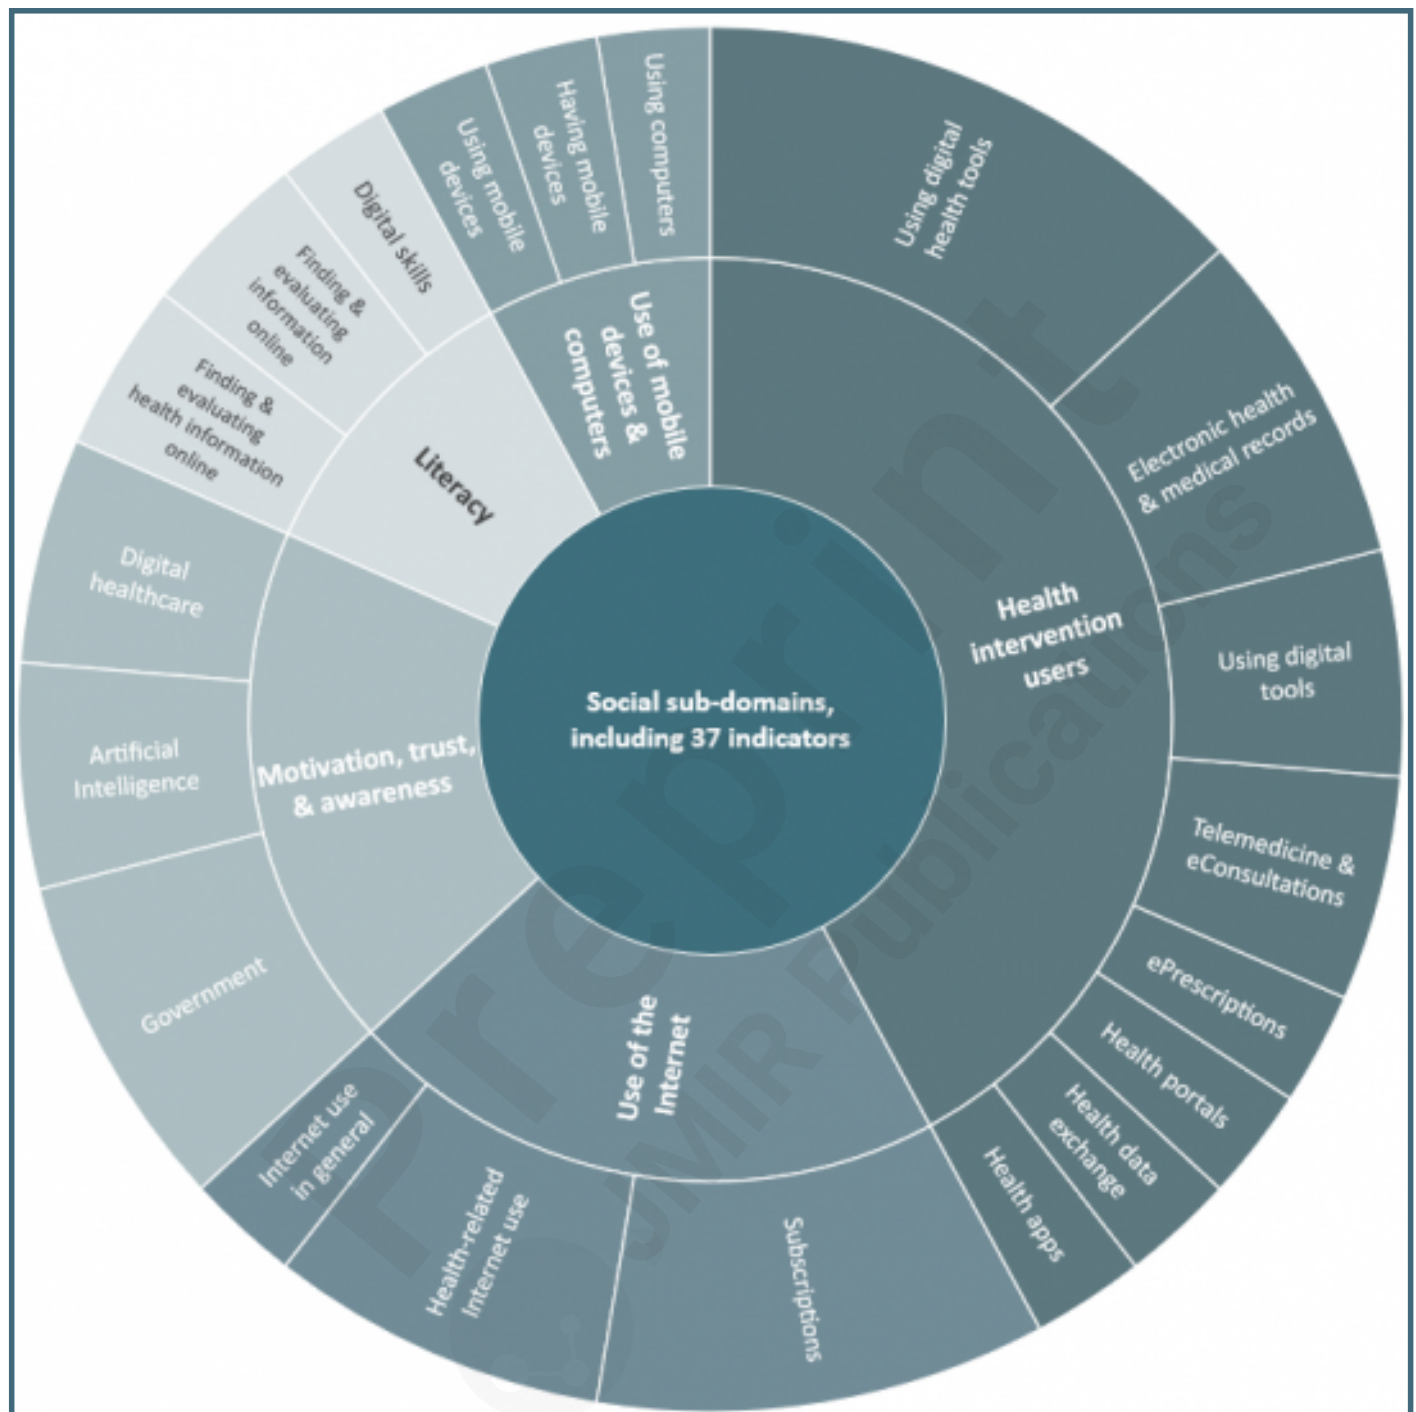 Social sub-domains,
including 37 indicators
Health
intervention
users
Using digital
health tools
Electronic health
& medical records
Using digital
tools
Telemedicine &
eConsultations
ePrescriptions
Health portals
Health data
exchange
Health apps
Use of the
Internet
Subscriptions
Health-related
Internet use
Internet use
in general
Motivation, trust,
& awareness
Government
Artificial
Intelligence
Digital
healthcare
Literacy
Finding &
evaluating
health information
online
Finding &
evaluating
information
online
Digital skills
Use of mobile
devices &
computers
Using mobile
devices
Having mobile
devices
Using computers
Preprint
JMIR Publications